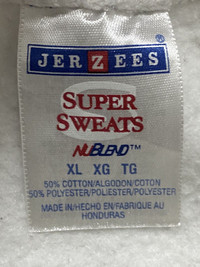 JERZEES®
SUPER
SWEATS
NUBLEND™
XL XG TG
50% COTTON/ALGODON/COTON
50% POLYESTER/POLIESTER/POLYESTER
MADE IN/HECHO EN/FABRIQUE AU
HONDURAS